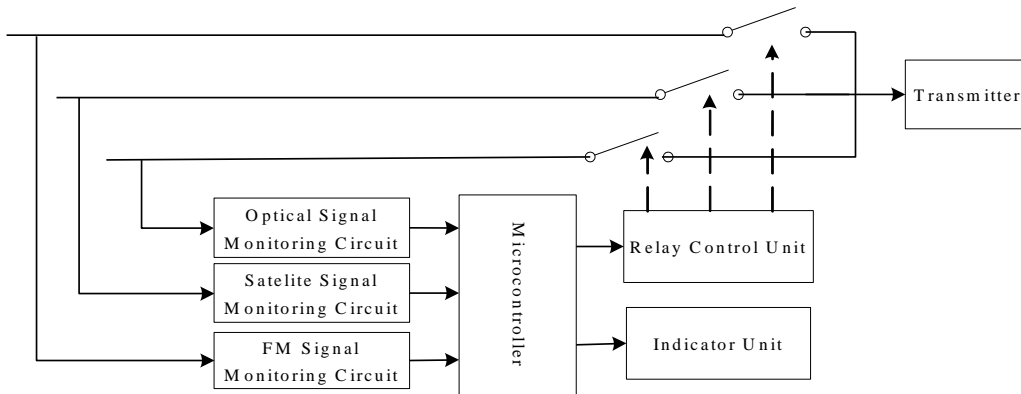 Transmitter
Optical Signal
Monitoring Circuit
Satelite Signal
Monitoring Circuit
FM Signal
Monitoring Circuit
Microcontroller
Relay Control Unit
Indicator Unit